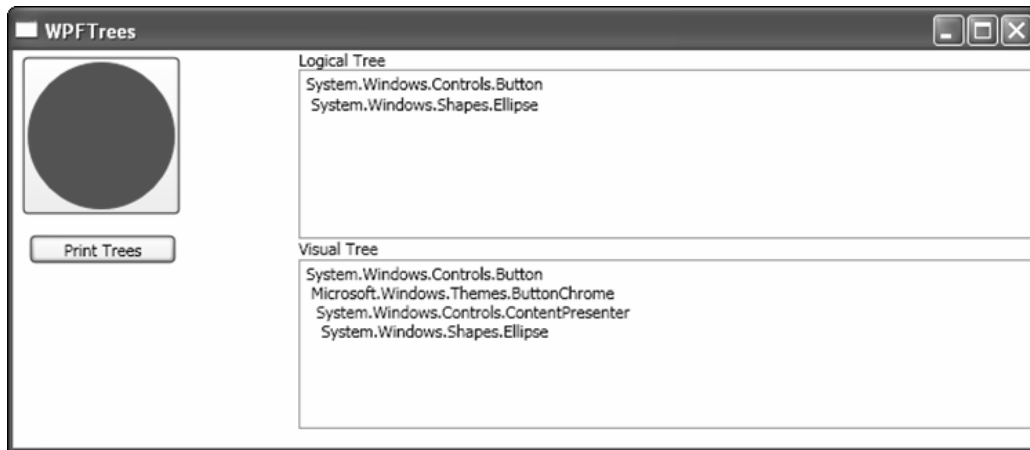 WPFTrees
Logical Tree
System.Windows.Controls.Button
System.Windows.Shapes.Ellipse
Print Trees
Visual Tree
System.Windows.Controls.Button
Microsoft.Windows.Themes.ButtonChrome
System.Windows.Controls.ContentPresenter
System.Windows.Shapes.Ellipse